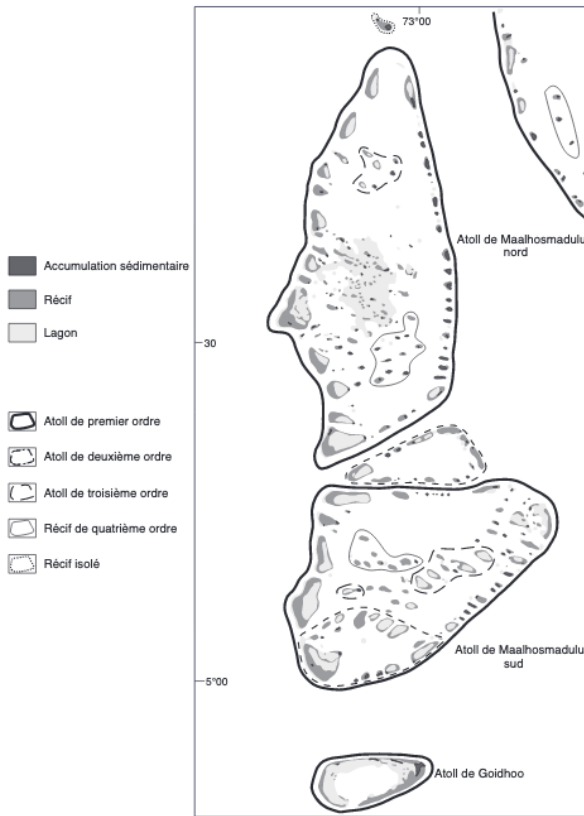 73°00
Atoll de Maalhosmadulu
nord
Accumulation sédimentaire
Récif
Lagon
30
Atoll de premier ordre
Atoll de deuxième ordre
Atoll de troisième ordre
Récif de quatrième ordre
Récif isolé
Atoll de Maalhosmadulu
sud
5°00
Atoll de Goidhoo